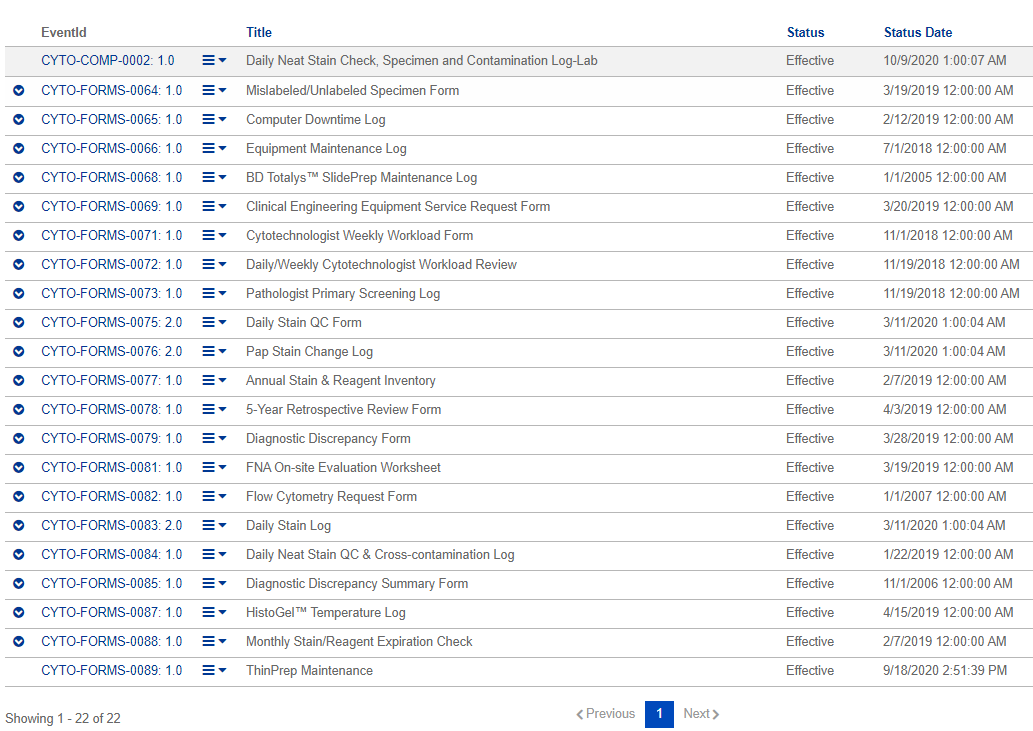 EventId Title Status Status Date
CYTO-COMP-0002: 1.0 Daily Neat Stain Check, Specimen and Contamination Log-Lab Effective 10/9/2020 1:00:07 AM
CYTO-FORMS-0064: 1.0 Mislabeled/Unlabeled Specimen Form Effective 3/19/2019 12:00:00 AM
CYTO-FORMS-0065: 1.0 Computer Downtime Log Effective 2/12/2019 12:00:00 AM
CYTO-FORMS-0066: 1.0 Equipment Maintenance Log Effective 7/1/2018 12:00:00 AM
CYTO-FORMS-0068: 1.0 BD Totalys™ SlidePrep Maintenance Log Effective 1/1/2005 12:00:00 AM
CYTO-FORMS-0069: 1.0 Clinical Engineering Equipment Service Request Form Effective 3/20/2019 12:00:00 AM
CYTO-FORMS-0071: 1.0 Cytotechnologist Weekly Workload Form Effective 11/1/2018 12:00:00 AM
CYTO-FORMS-0072: 1.0 Daily/Weekly Cytotechnologist Workload Review Effective 11/19/2018 12:00:00 AM
CYTO-FORMS-0073: 1.0 Pathologist Primary Screening Log Effective 11/19/2018 12:00:00 AM
CYTO-FORMS-0075: 2.0 Daily Stain QC Form Effective 3/11/2020 1:00:04 AM
CYTO-FORMS-0076: 2.0 Pap Stain Change Log Effective 3/11/2020 1:00:04 AM
CYTO-FORMS-0077: 1.0 Annual Stain & Reagent Inventory Effective 2/7/2019 12:00:00 AM
CYTO-FORMS-0078: 1.0 5-Year Retrospective Review Form Effective 4/3/2019 12:00:00 AM
CYTO-FORMS-0079: 1.0 Diagnostic Discrepancy Form Effective 3/28/2019 12:00:00 AM
CYTO-FORMS-0081: 1.0 FNA On-site Evaluation Worksheet Effective 3/19/2019 12:00:00 AM
CYTO-FORMS-0082: 1.0 Flow Cytometry Request Form Effective 1/1/2007 12:00:00 AM
CYTO-FORMS-0083: 2.0 Daily Stain Log Effective 3/11/2020 1:00:04 AM
CYTO-FORMS-0084: 1.0 Daily Neat Stain QC & Cross-contamination Log Effective 1/22/2019 12:00:00 AM
CYTO-FORMS-0085: 1.0 Diagnostic Discrepancy Summary Form Effective 11/1/2006 12:00:00 AM
CYTO-FORMS-0087: 1.0 HistoGel™ Temperature Log Effective 4/15/2019 12:00:00 AM
CYTO-FORMS-0088: 1.0 Monthly Stain/Reagent Expiration Check Effective 2/7/2019 12:00:00 AM
CYTO-FORMS-0089: 1.0 ThinPrep Maintenance Effective 9/18/2020 2:51:39 PM
Showing 1 - 22 of 22 Previous 1 Next